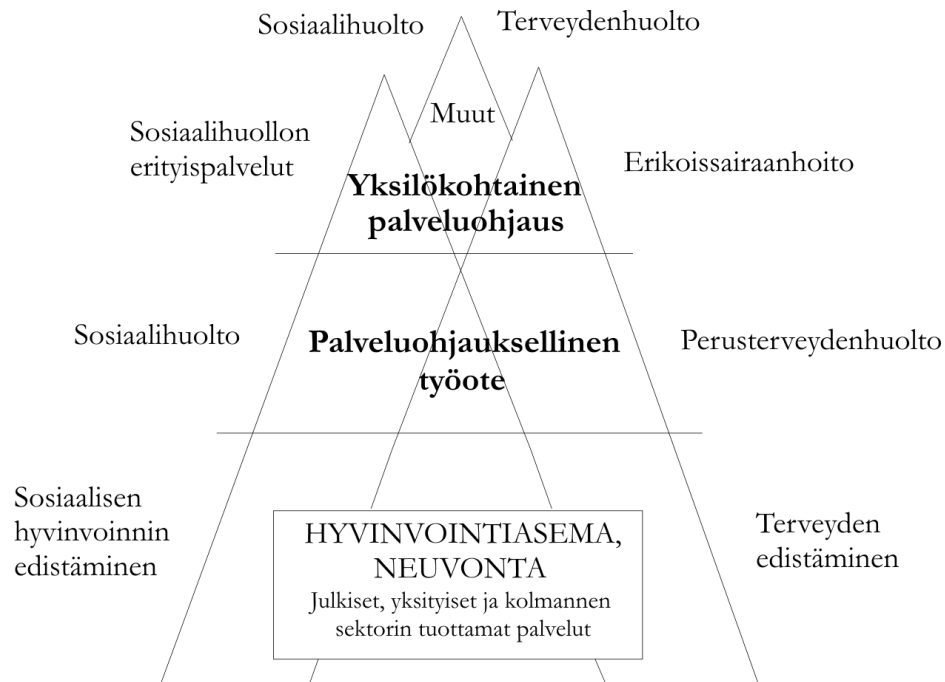 Sosiaalihuolto
Terveydenhuolto
Muut
Sosiaalihuollon
erityispalvelut
Erikoissairaanhoito
Yksilökohtainen
palveluohjaus
Sosiaalihuolto
Palveluohjauksellinen
työote
Perusterveydenhuolto
Sosiaalisen
hyvinvoinnin
edistäminen
HYVINVOINTIASEMA,
NEUVONTA
Julkiset, yksityiset ja kolmannen
sektorin tuottamat palvelut
Terveyden
edistäminen